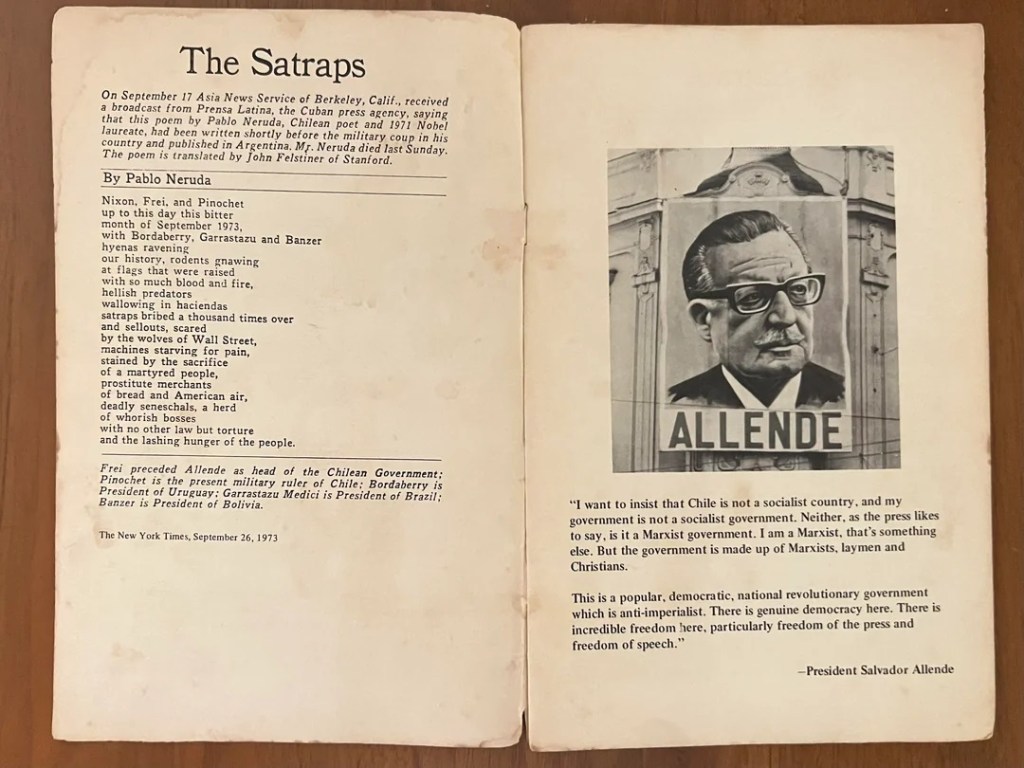 The Satraps
On September 17 Asia News Service of Berkeley, Calif., received
a broadcast from Prensa Latina, the Cuban press agency, saying
that this poem by Pablo Neruda, Chilean poet and 1971 Nobel
laureate, had been written shortly before the military coup in his
country and published in Argentina. Mr. Neruda died last Sunday.
The poem is translated by John Felstiner of Stanford.
By Pablo Neruda
Nixon, Frei, and Pinochet
up to this day this bitter
month of September 1973,
with Bordaberry, Garrastazu and Banzer
hyenas ravening
our history, rodents gnawing
at flags that were raised
with so much blood and fire,
hellish predators
wallowing in haciendas
satraps bribed a thousand times over
and sellouts, scared
by the wolves of Wall Street,
machines starving for pain,
stained by the sacrifice
of a martyred people,
prostitute merchants
of bread and American air,
deadly seneschals, a herd
of whorish bosses
with no other law but torture
and the lashing hunger of the people.
Frei preceded Allende as head of the Chilean Government;
Pinochet is the present military ruler of Chile; Bordaberry is
President of Uruguay; Garrastazu Medici is President of Brazil;
Banzer is President of Bolivia.
The New York Times, September 26, 1973
ALLENDE
“I want to insist that Chile is not a socialist country, and my
government is not a socialist government. Neither, as the press likes
to say, is it a Marxist government. I am a Marxist, that’s something
else. But the government is made up of Marxists, laymen and
Christians.
This is a popular, democratic, national revolutionary government
which is anti-imperialist. There is genuine democracy here. There is
incredible freedom here, particularly freedom of the press and
freedom of speech.”
—President Salvador Allende